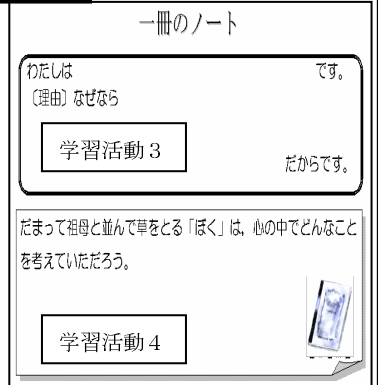 一冊のノート
わたしは　です。
〔理由〕なぜなら
学習活動３
だからです。
だまって祖母と並んで草をとる「ぼく」は，心の中でどんなこと
を考えていただろう。
学習活動４